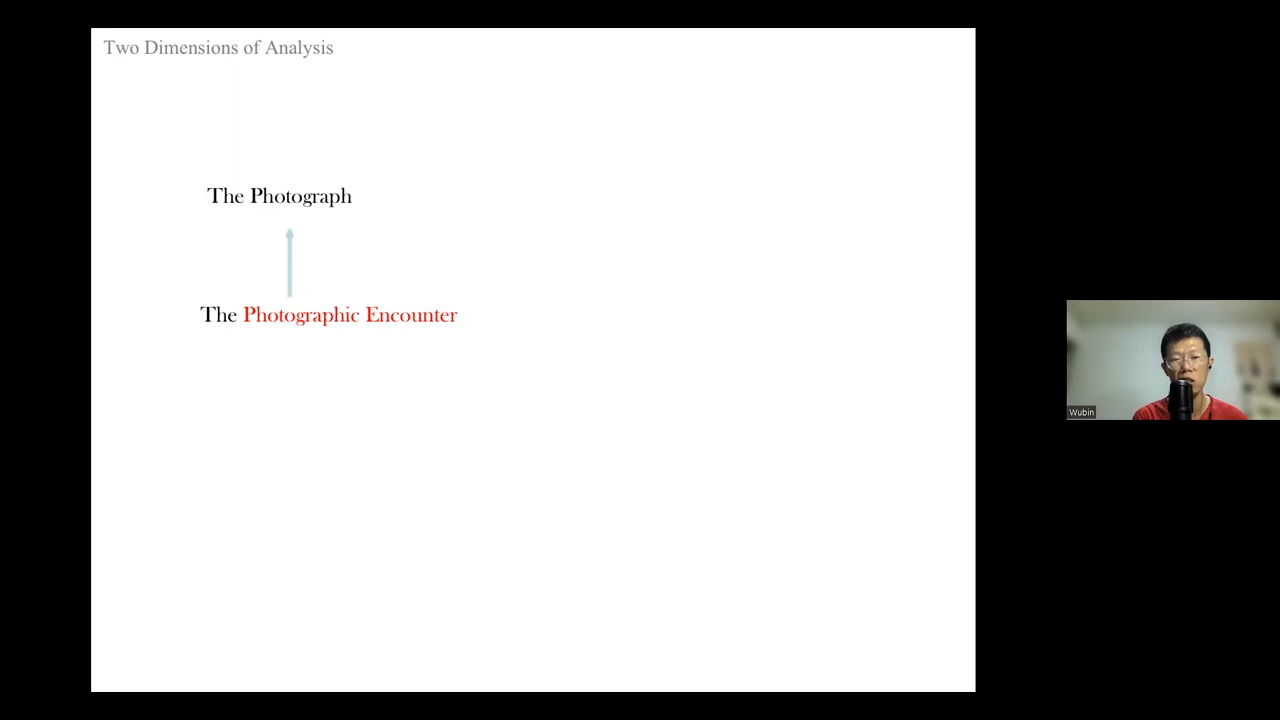 Two Dimensions of Analysis
The Photograph
The Photographic Encounter
Wubin